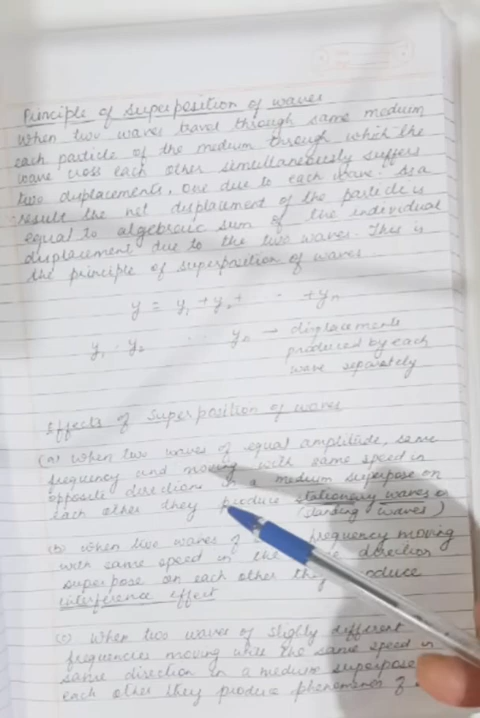 Principle of superposition of waves
When two waves travel through same medium
each particle of the medium through which the
wave cross each other simultaneously suffers
two displacements, one due to each wave. As a
result the net displacement of the particle is
equal to algebraic sum of the individual
displacement due to the two waves. This is
the principle of superposition of waves.
y = y₁ + y₂ + . . + yn
y₁ . y₂ . . yn → displacements
produced by each
wave separately
Effects of superposition of waves
(a) When two waves of equal amplitude, same
frequency and moving with same speed in
opposite directions in a medium superpose on
each other they produce stationary waves or
(standing waves)
(b) When two waves frequency moving
with same speed in the direction
superpose on each other they produce
interference effect
(c) When two waves of slighly different
frequencies moving with the same speed in
same direction in a medium superpose
each other they produce phenomenon of